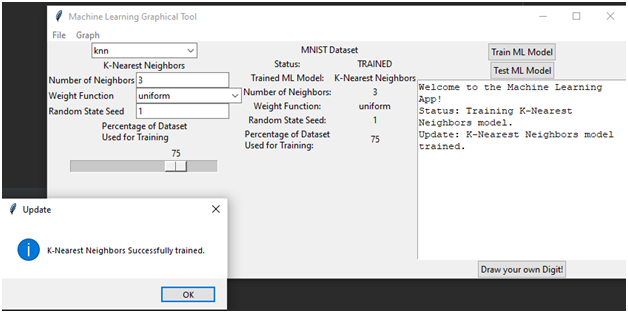 Machine Learning Graphical Tool
File Graph
knn
K-Nearest Neighbors
Number of Neighbors 3
Weight Function uniform
Random State Seed 1
Percentage of Dataset
Used for Training
75
MNIST Dataset
Status: TRAINED
Trained ML Model: K-Nearest Neighbors
Number of Neighbors: 3
Weight Function: uniform
Random State Seed: 1
Percentage of Dataset
Used for Training: 75
Train ML Model
Test ML Model
Welcome to the Machine Learning
App!
Status: Training K-Nearest
Neighbors model.
Update: K-Nearest Neighbors model
trained.
Draw your own Digit!
Update
K-Nearest Neighbors Successfully trained.
OK